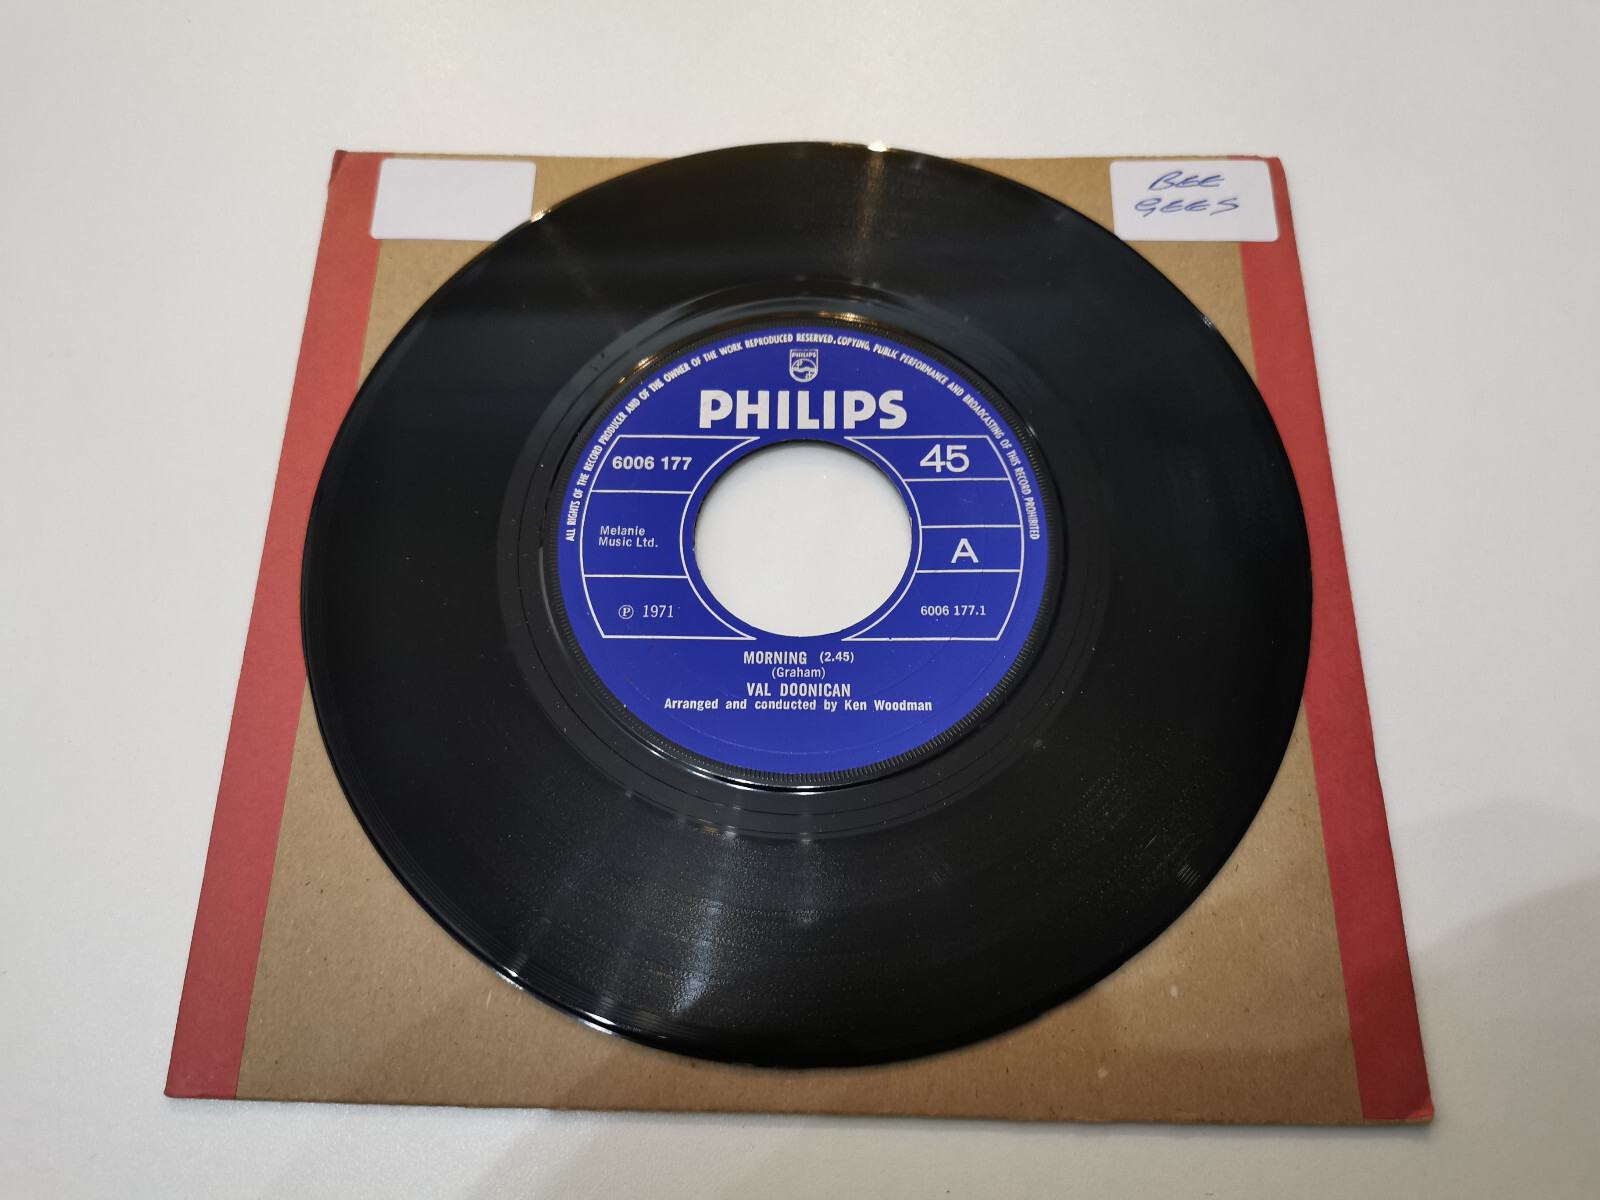 BEE
GEES
ALL RIGHTS OF THE RECORD PRODUCER AND OF THE OWNER OF THE WORK REPRODUCED RESERVED. COPYING, PUBLIC PERFORMANCE AND BROADCASTING OF THIS RECORD PROHIBITED
PHILIPS
PHILIPS
6006 177
45
Melanie
Music Ltd.
A
℗ 1971
6006 177.1
MORNING (2.45)
(Graham)
VAL DOONICAN
Arranged and conducted by Ken Woodman